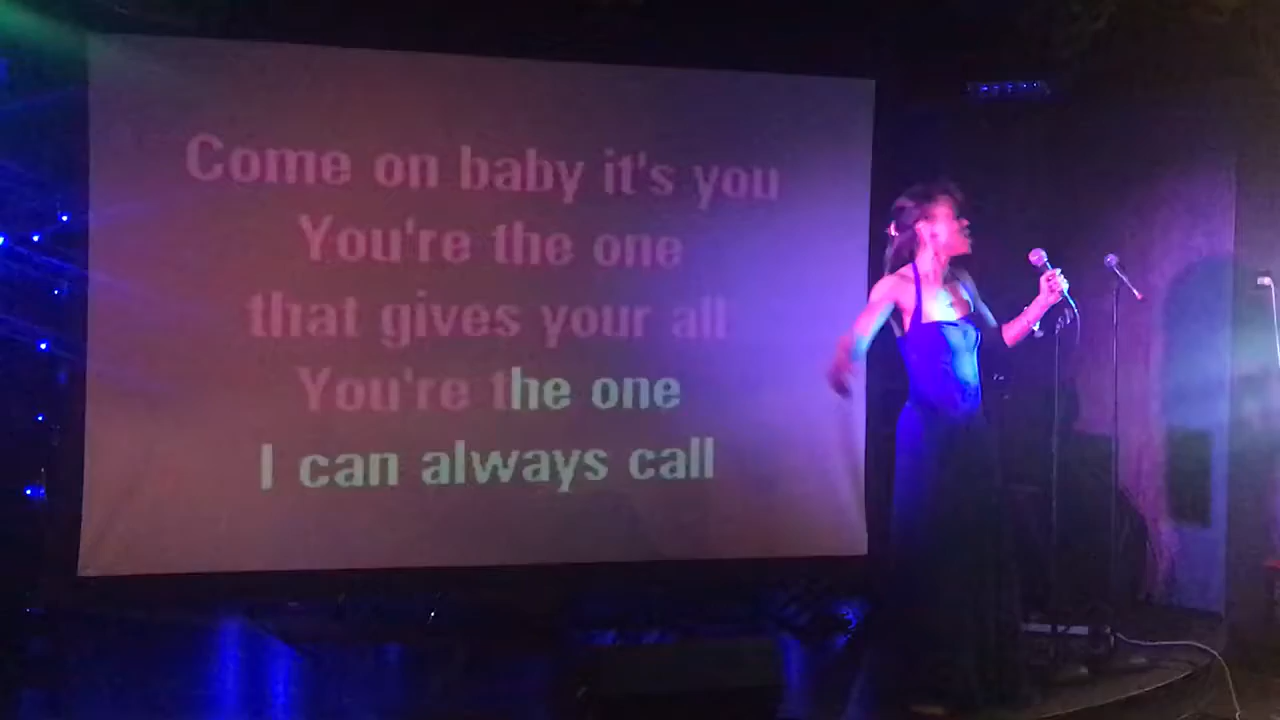 Come on baby it's you
You're the one
that gives your all
You're the one
I can always call